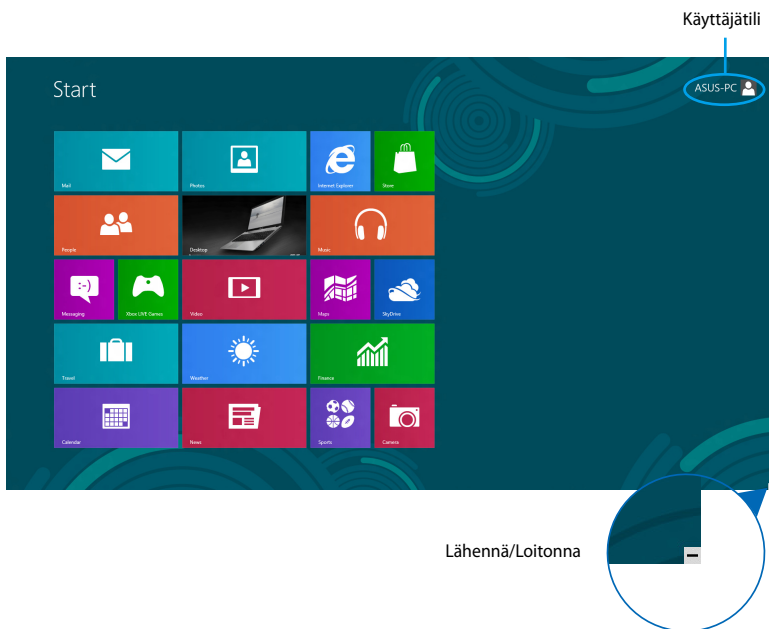 Käyttäjätili
Start
ASUS-PC
Mail
Photos
Internet Explorer
Store
People
Desktop
Music
Messaging
Xbox LIVE Games
Video
Maps
SkyDrive
Travel
Weather
Finance
Calendar
News
Sports
Camera
Lähennä/Loitonna